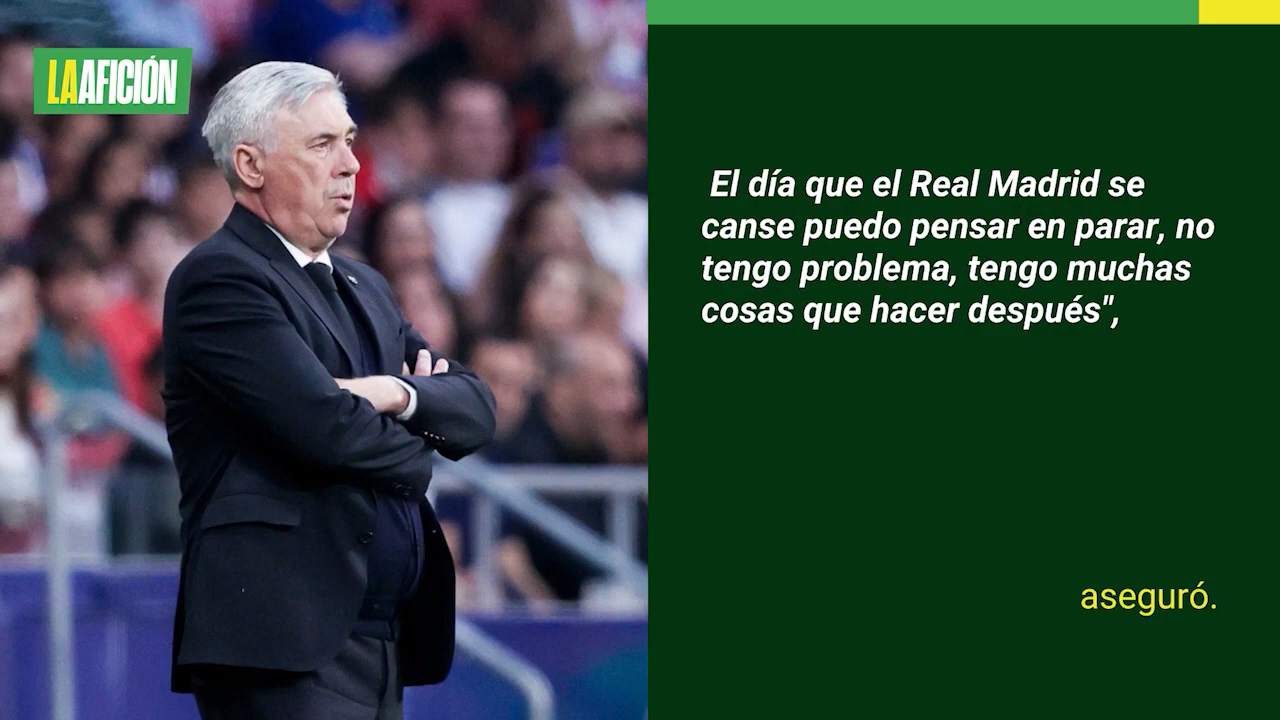 LAAFICIÓN
El día que el Real Madrid se
canse puedo pensar en parar, no
tengo problema, tengo muchas
cosas que hacer después",
aseguró.